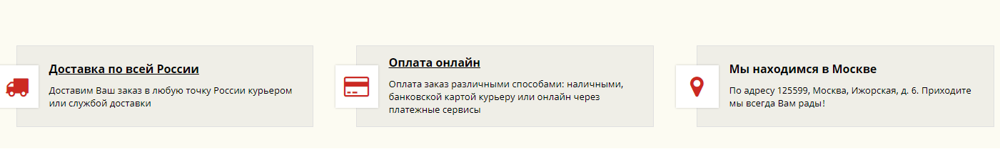 Доставка по всей России
Доставим Ваш заказ в любую точку России курьером
или службой доставки
Оплата онлайн
Оплата заказ различными способами: наличными,
банковской картой курьеру или онлайн через
платежные сервисы
Мы находимся в Москве
По адресу 125599, Москва, Ижорская, д. 6. Приходите
мы всегда Вам рады!